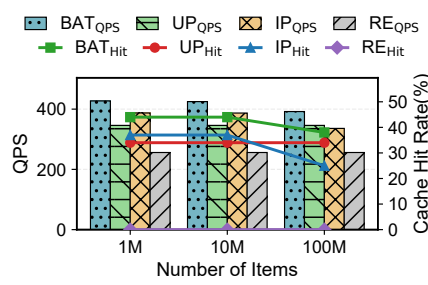 BAT_QPS UP_QPS IP_QPS RE_QPS
BAT_Hit UP_Hit IP_Hit RE_Hit
QPS
400
200
0
50
40
30
20
10
0
Cache Hit Rate(%)
1M 10M 100M
Number of Items